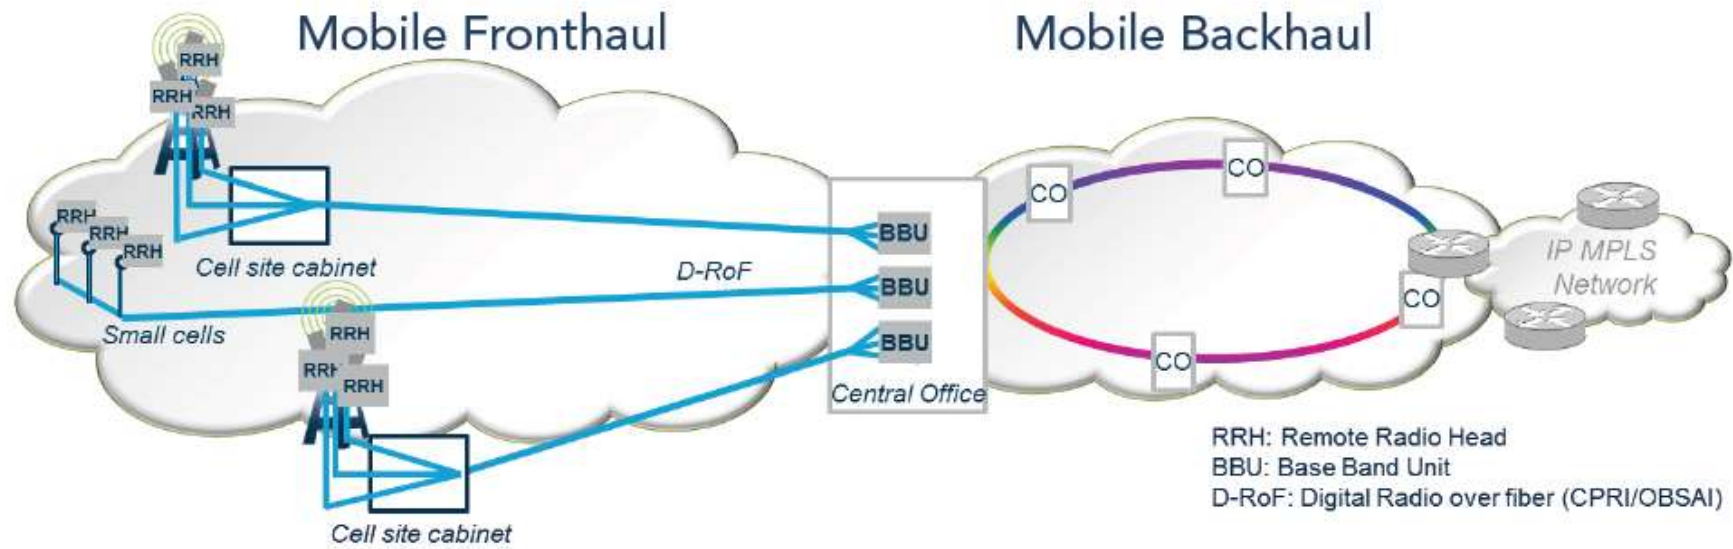 Mobile Fronthaul
Mobile Backhaul
RRH
RRH
RRH
RRH
RRH
RRH
Cell site cabinet
Small cells
D-RoF
RRH
RRH
RRH
Cell site cabinet
BBU
BBU
BBU
Central Office
CO
CO
CO
CO
IP MPLS
Network
RRH: Remote Radio Head
BBU: Base Band Unit
D-RoF: Digital Radio over fiber (CPRI/OBSAI)